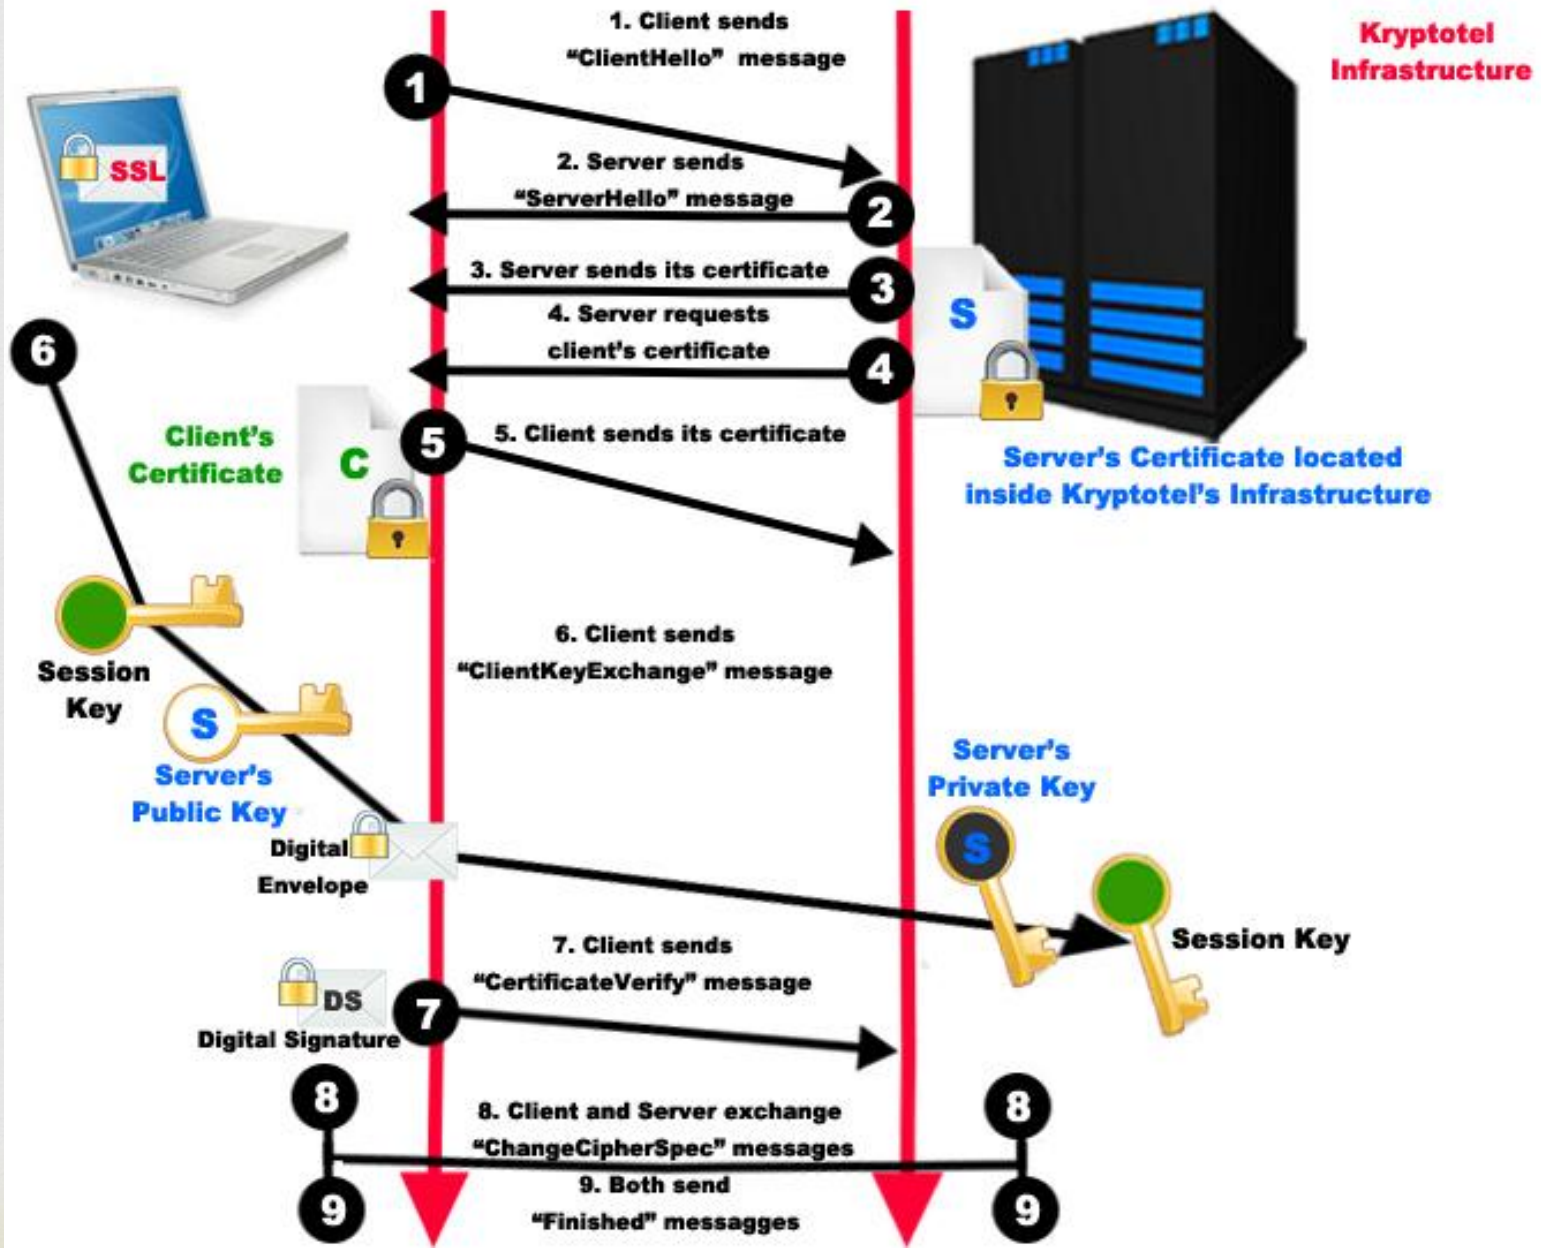 1. Client sends
“ClientHello” message
Kryptotel
Infrastructure
1
SSL
2. Server sends
“ServerHello” message
2
3. Server sends its certificate
3
S
4. Server requests
client's certificate
4
6
Client's
Certificate
C
5
5. Client sends its certificate
Server's Certificate located
inside Kryptotel's Infrastructure
6. Client sends
“ClientKeyExchange” message
Session
Key
S
Server's
Public Key
Server's
Private Key
S
Digital
Envelope
Session Key
7. Client sends
“CertificateVerify” message
DS
7
Digital Signature
8
8. Client and Server exchange
“ChangeCipherSpec” messages
8
9
9. Both send
“Finished” messagges
9